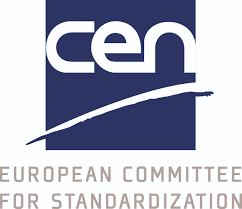 cen
EUROPEAN COMMITTEE
FOR STANDARDIZATION